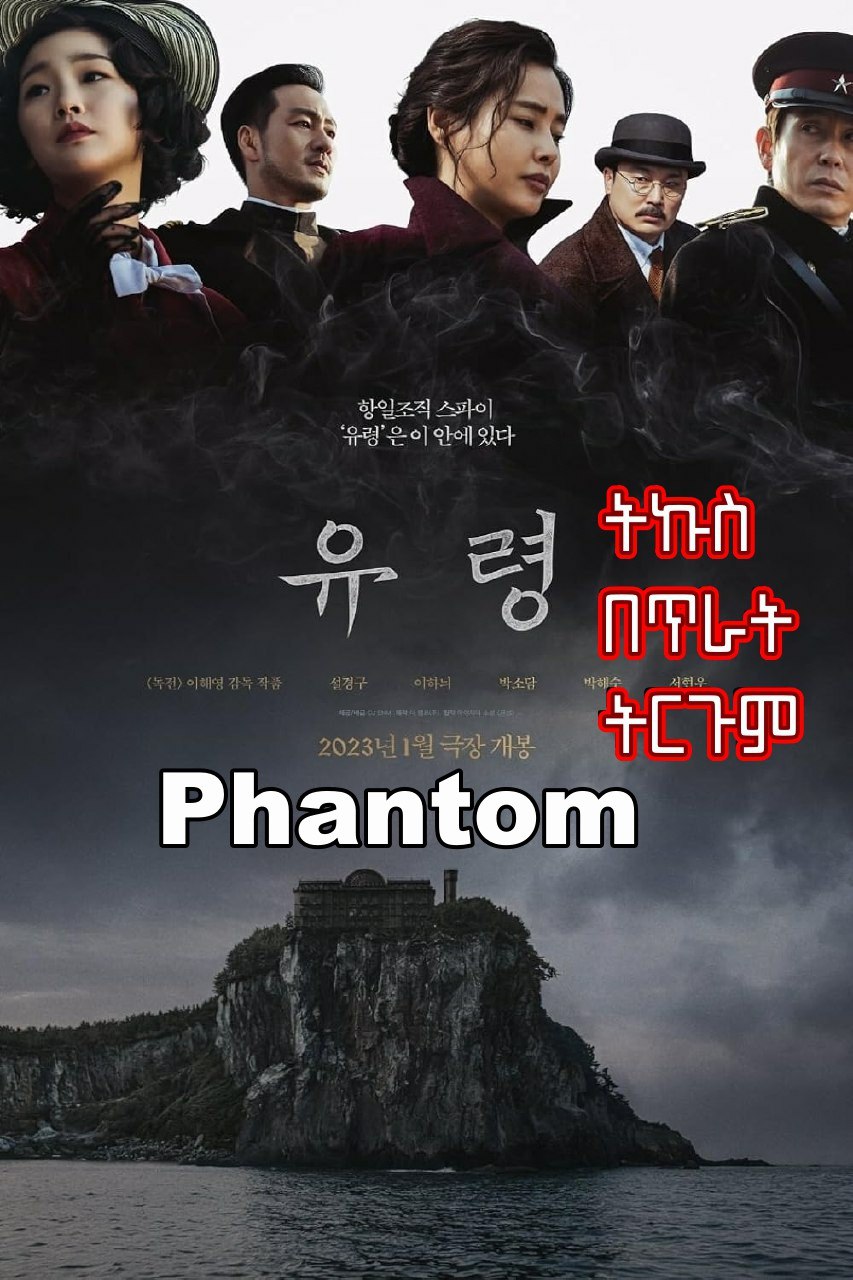 항일조직 스파이
‘유령’은 이 안에 있다
유령
ትኩስ
በጥራት
ትርጉም
〈독전〉 이해영 감독 작품 설경구 이하늬 박소담 박해수 서현우
2023년 1월 극장 개봉
Phantom